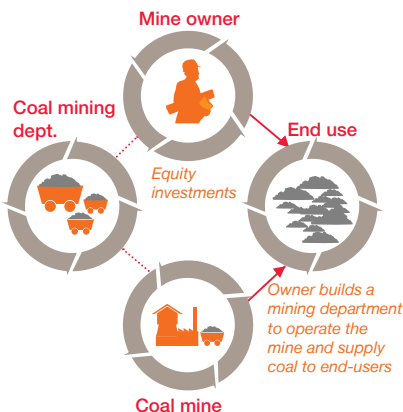 Mine owner
Coal mining
dept.
End use
Equity
investments
Owner builds a
mining department
to operate the
mine and supply
coal to end-users
Coal mine